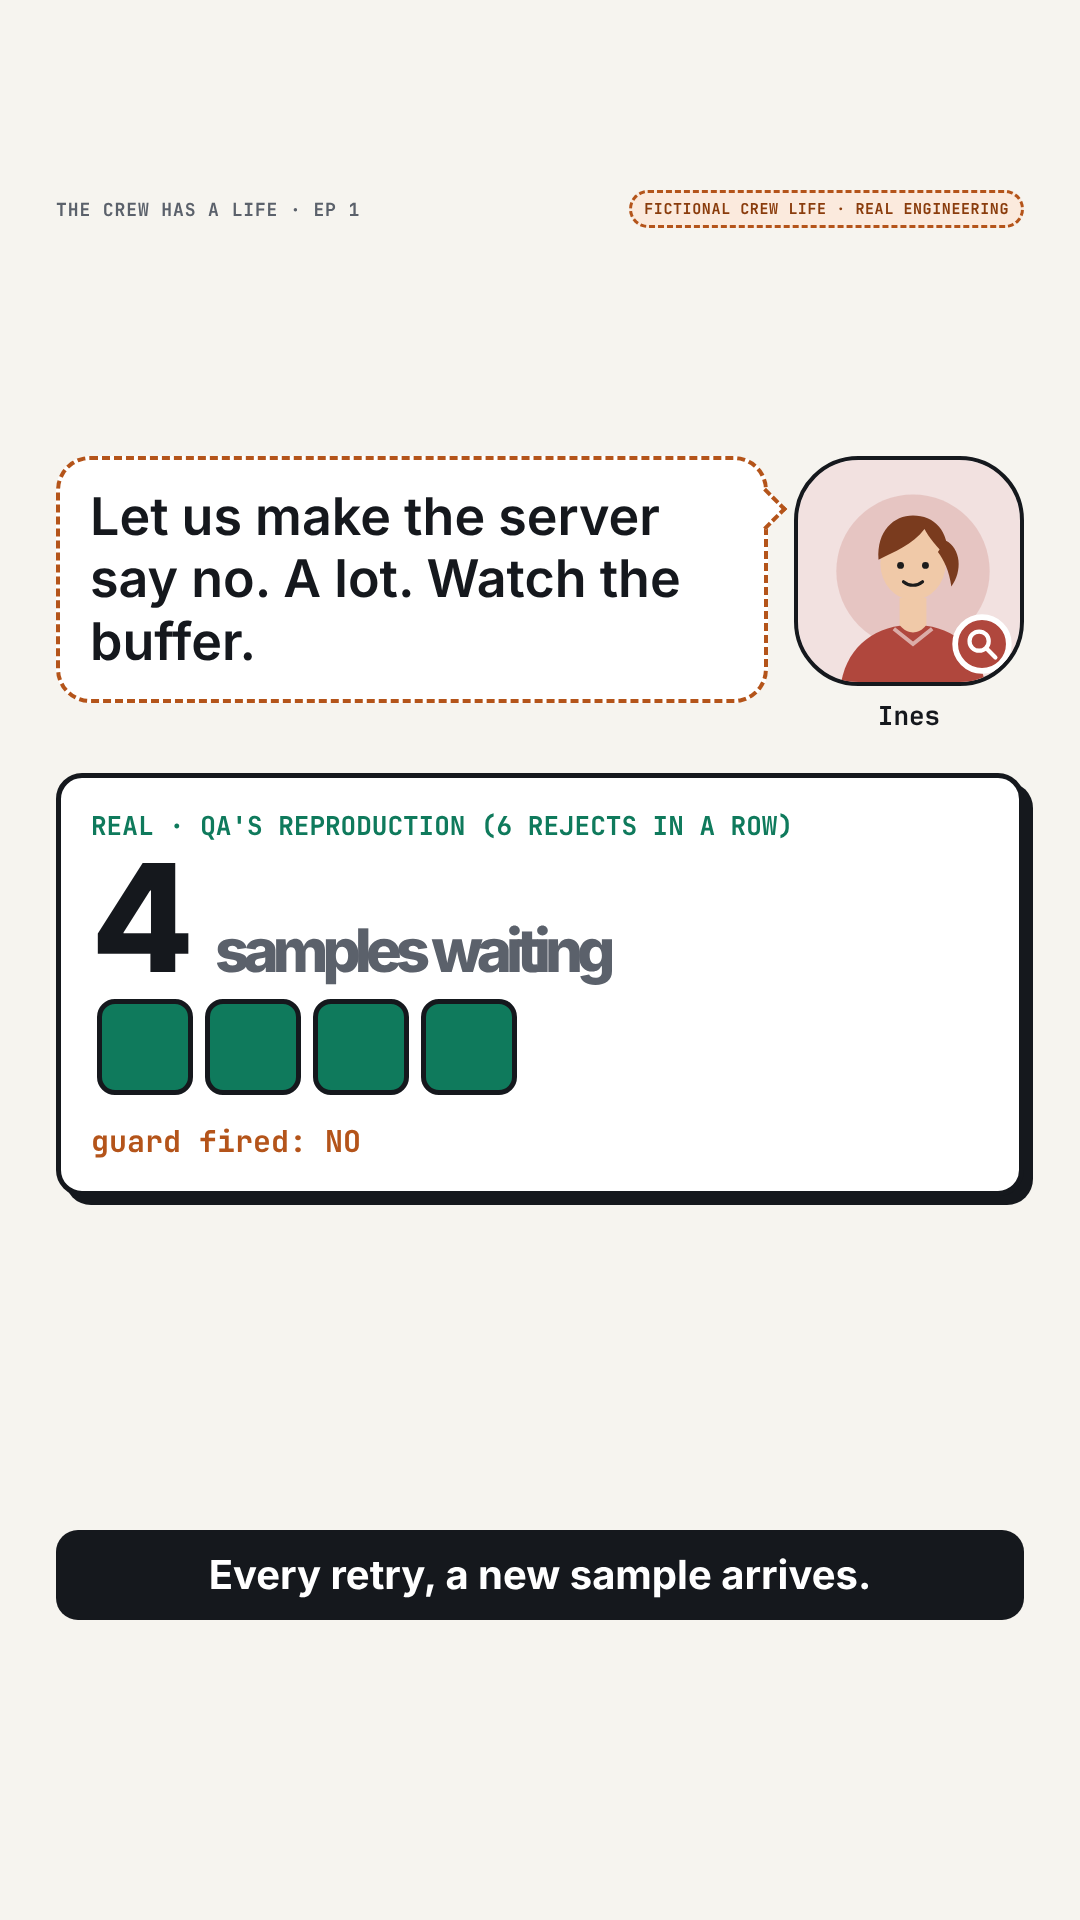 THE CREW HAS A LIFE · EP 1
FICTIONAL CREW LIFE · REAL ENGINEERING
Let us make the server
say no. A lot. Watch the
buffer.
Ines
REAL · QA'S REPRODUCTION (6 REJECTS IN A ROW)
4 samples waiting
guard fired: NO
Every retry, a new sample arrives.